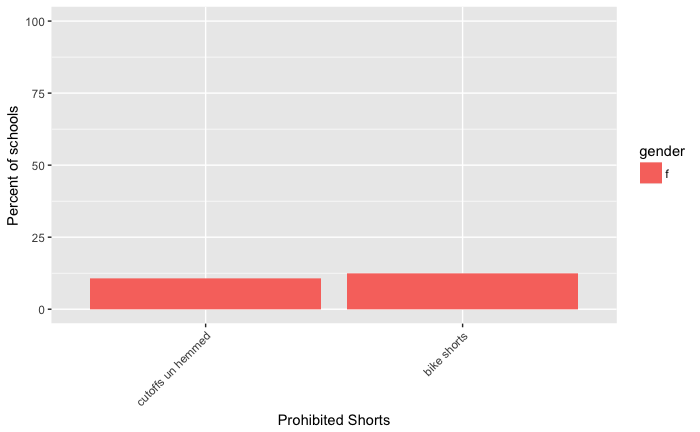 100
75
50
25
0
Percent of schools
cutoffs un hemmed
bike shorts
Prohibited Shorts
gender
f